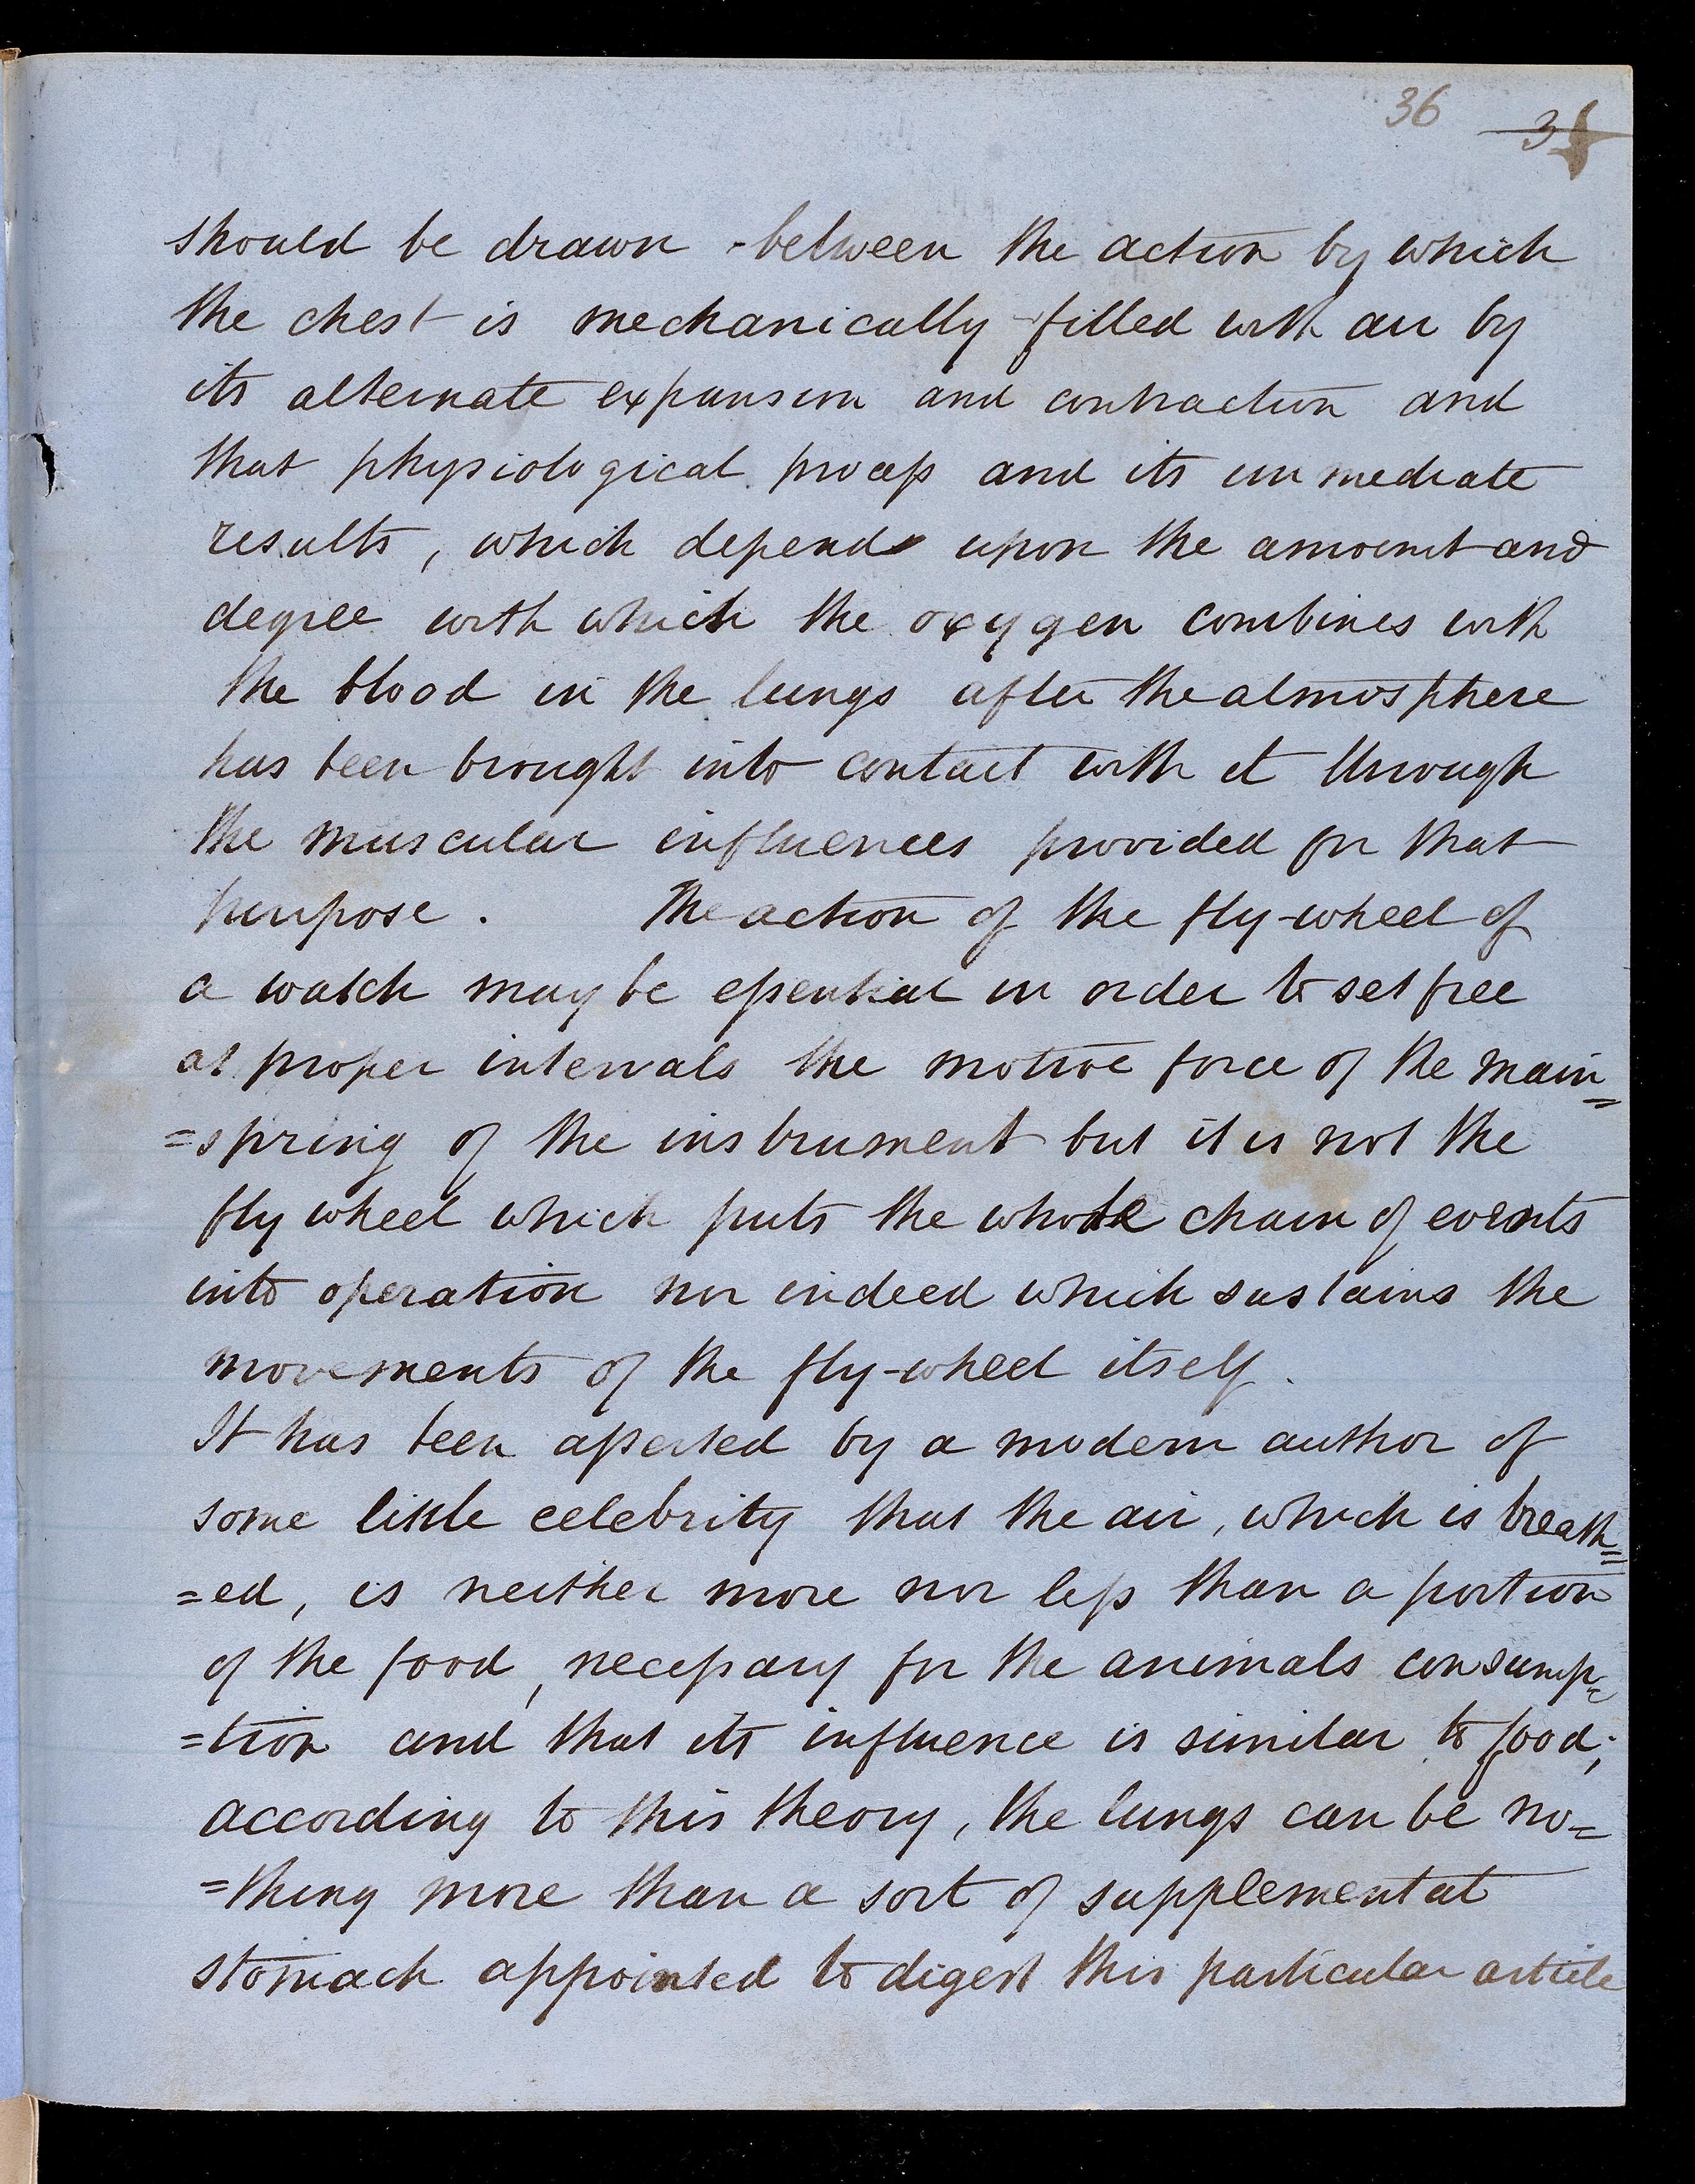 36 35
should be drawn between the action by which
the chest is mechanically filled with air by
its alternate expansion and contraction and
that physiological process and its immediate
results, which depends upon the amount and
degree with which the oxygen combines with
the blood in the lungs after the atmosphere
has been brought into contact with it through
the muscular influences provided for that
purpose. The action of the fly-wheel of
a watch may be essential in order to set free
at proper intervals the motive force of the main=
=spring of the instrument but it is not the
fly wheel which puts the whole chain of events
into operation nor indeed which sustains the
movements of the fly-wheel itself.
It has been asserted by a modern author of
some little celebrity that the air, which is breath=
=ed, is neither more nor less than a portion
of the food, necessary for the animals consump=
=tion and that its influence is similar to food;
according to this theory, the lungs can be no=
=thing more than a sort of supplemental
stomach appointed to digest this particular article